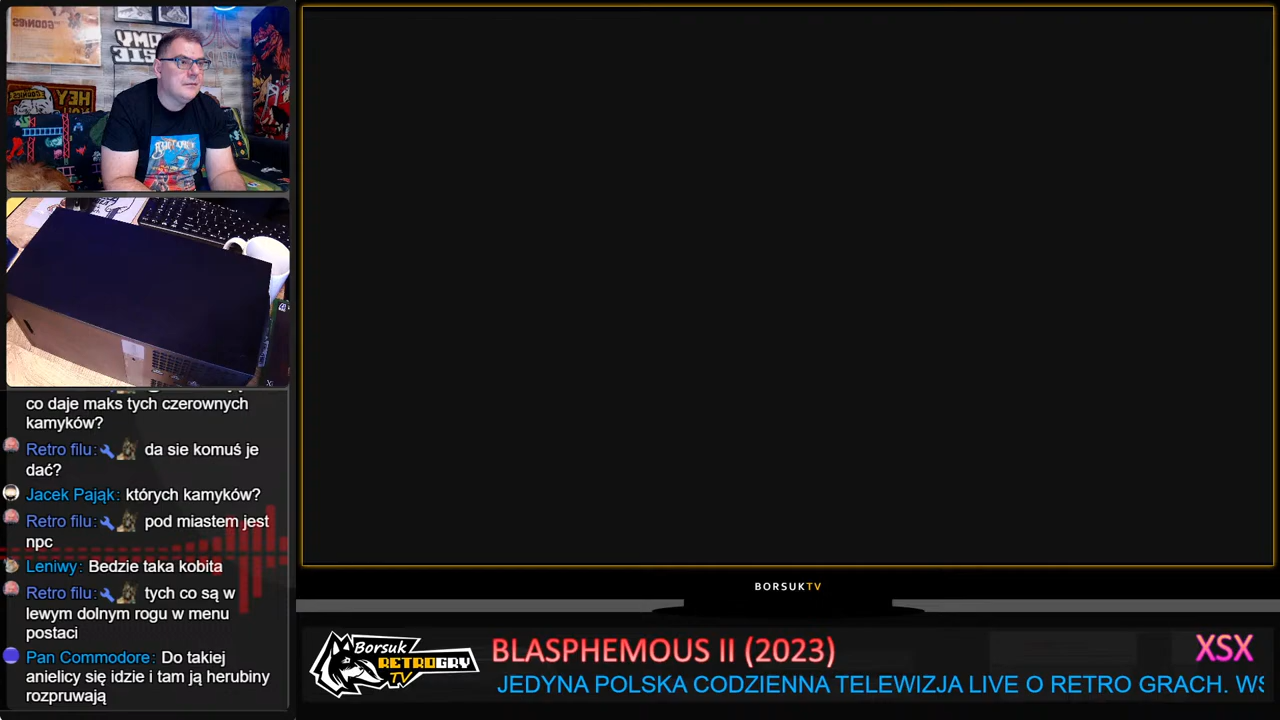 HEY
co daje maks tych czerownych
kamyków?
Retro filu: da sie komuś je
dać?
Jacek Pająk: których kamyków?
Retro filu: pod miastem jest
npc
Leniwy: Bedzie taka kobita
Retro filu: tych co są w
lewym dolnym rogu w menu
postaci
Pan Commodore: Do takiej
anielicy się idzie i tam ją herubiny
rozpruwają
BORSUKTV
Borsuk
RETROGRY
TV
BLASPHEMOUS II (2023)
XSX
JEDYNA POLSKA CODZIENNA TELEWIZJA LIVE O RETRO GRACH. WS